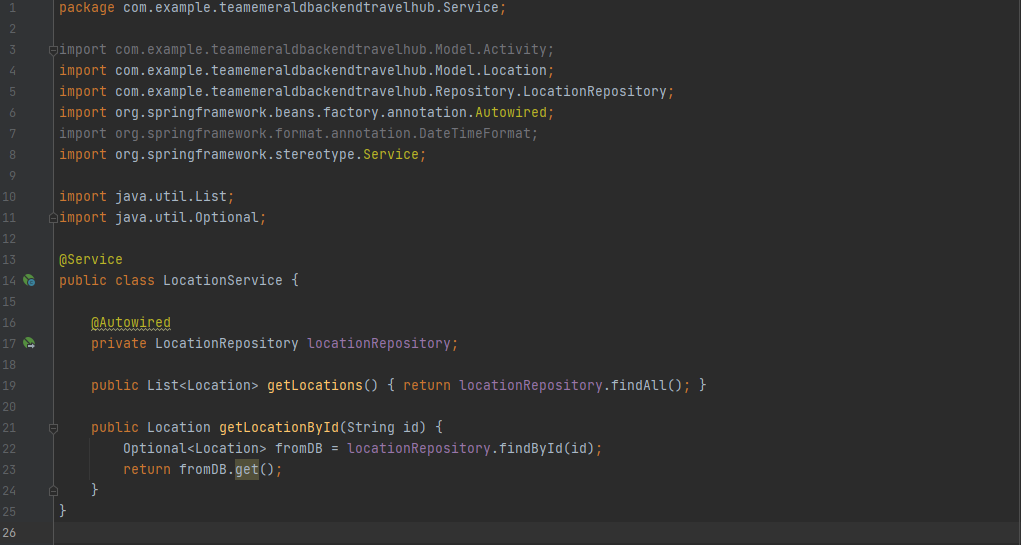 1 package com.example.teamemeraldbackendtravelhub.Service;
2
3 import com.example.teamemeraldbackendtravelhub.Model.Activity;
4 import com.example.teamemeraldbackendtravelhub.Model.Location;
5 import com.example.teamemeraldbackendtravelhub.Repository.LocationRepository;
6 import org.springframework.beans.factory.annotation.Autowired;
7 import org.springframework.format.annotation.DateTimeFormat;
8 import org.springframework.stereotype.Service;
9
10 import java.util.List;
11 import java.util.Optional;
12
13 @Service
14 public class LocationService {
15
16     @Autowired
17     private LocationRepository locationRepository;
18
19     public List<Location> getLocations() { return locationRepository.findAll(); }
20
21     public Location getLocationById(String id) {
22         Optional<Location> fromDB = locationRepository.findById(id);
23         return fromDB.get();
24     }
25 }
26